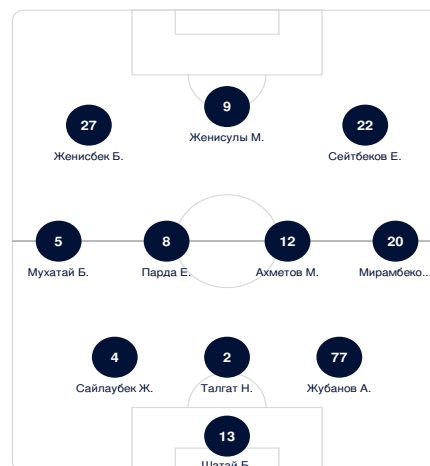 9
27
22
Женисулы М.
Женисбек Б.
Сейтбеков Е.
5
8
12
20
Мухатай Б.
Парда Е.
Ахметов М.
Мирамбеко...
4
2
77
Сайлаубек Ж.
Талгат Н.
Жубанов А.
13
Шатай Б.